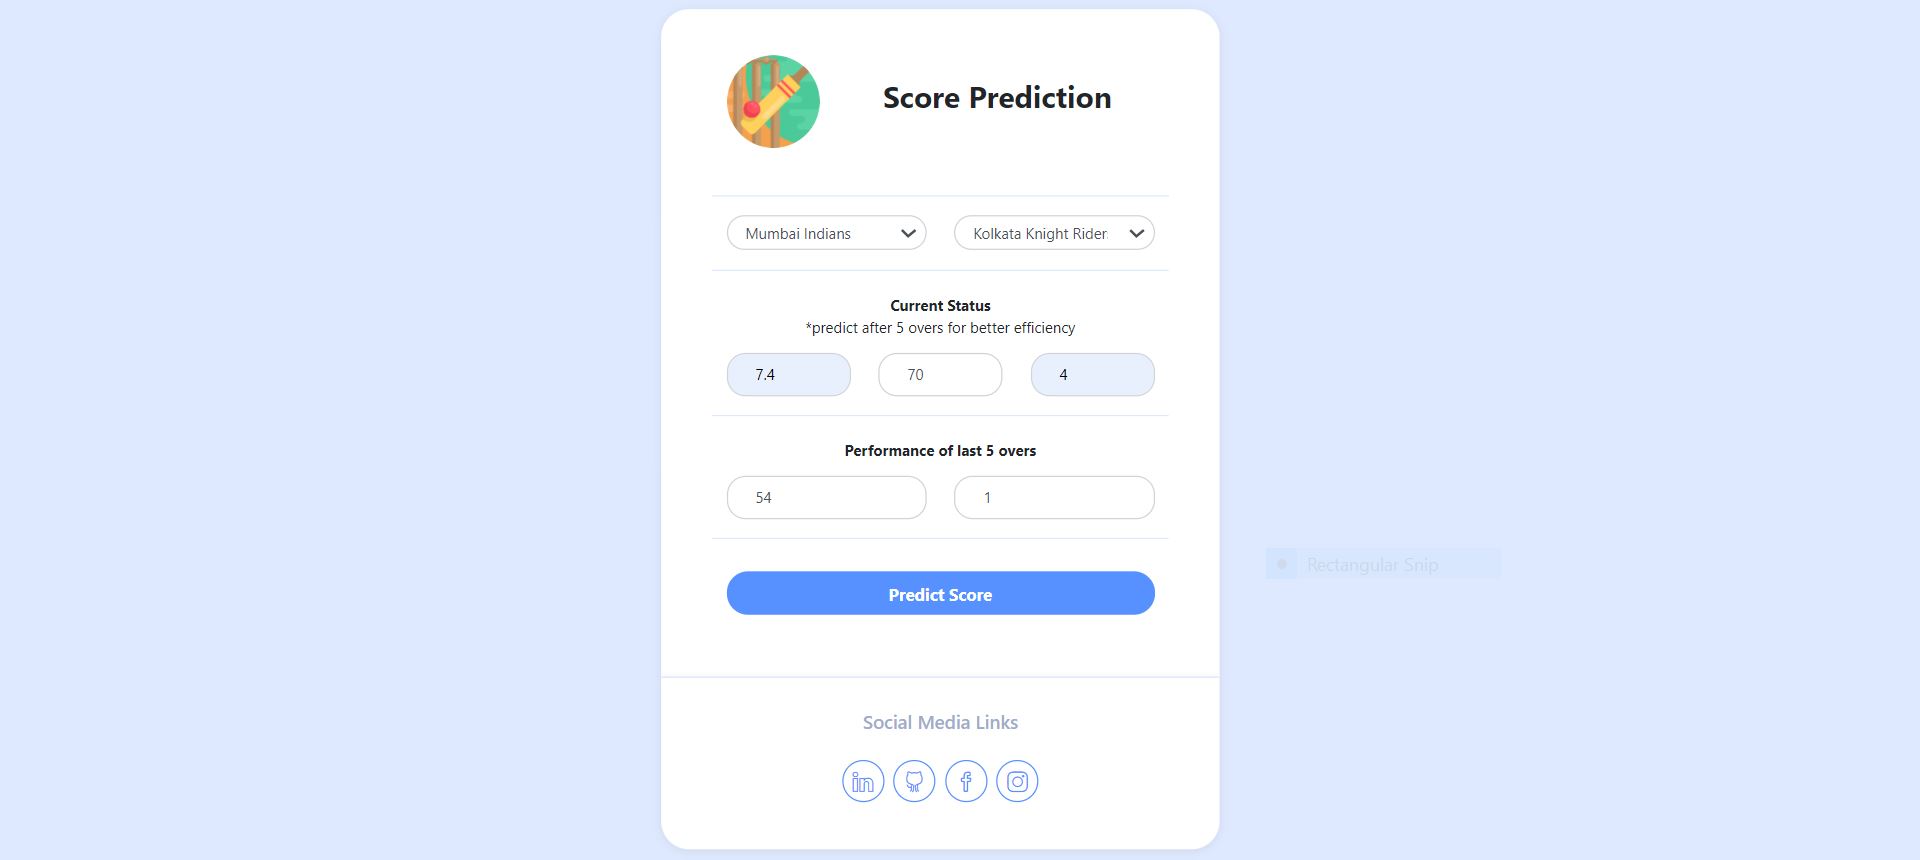 Score Prediction
Mumbai Indians
Kolkata Knight Rider
Current Status
*predict after 5 overs for better efficiency
7.4
70
4
Performance of last 5 overs
54
1
Predict Score
Rectangular Snip
Social Media Links
in
f